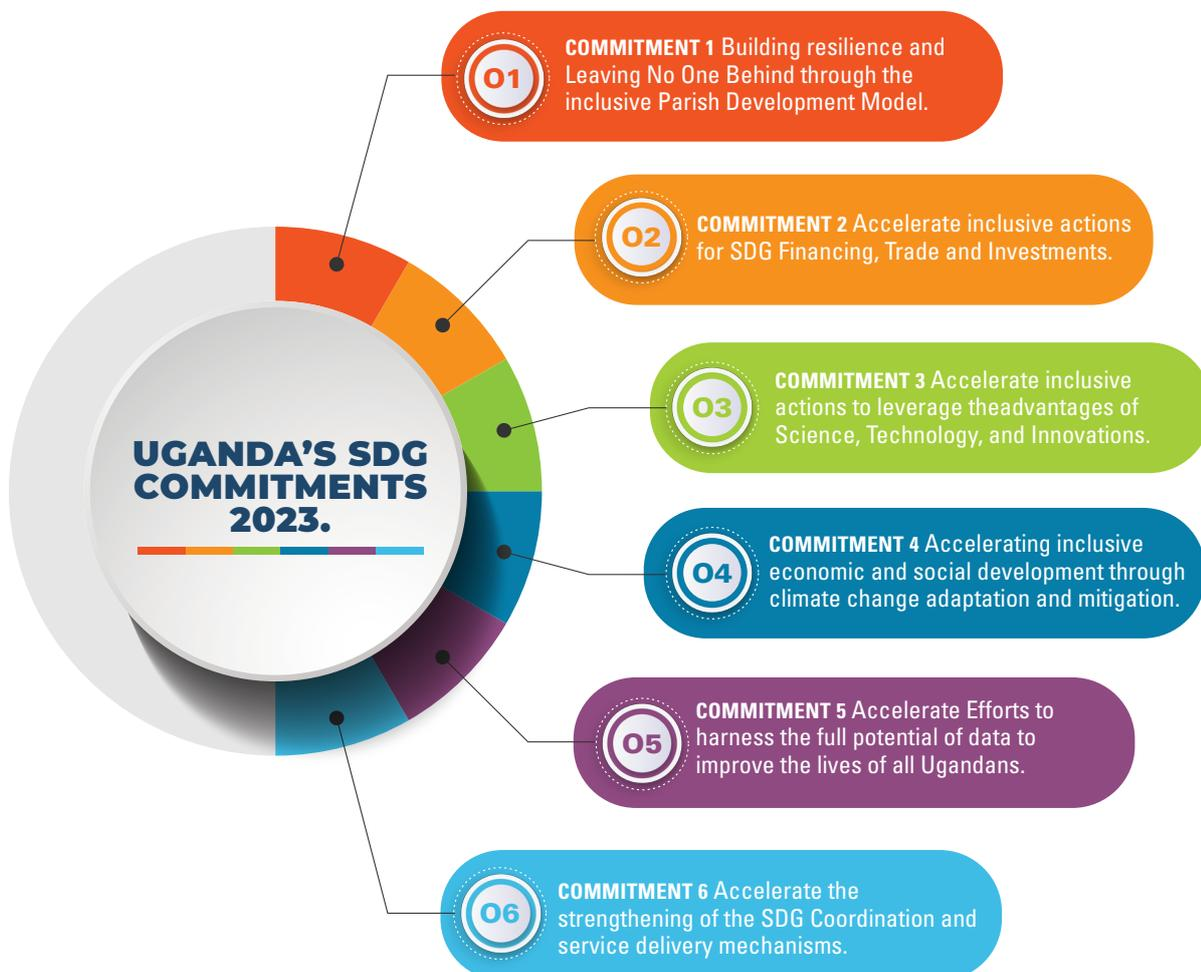 01
COMMITMENT 1 Building resilience and
Leaving No One Behind through the
inclusive Parish Development Model.
02
COMMITMENT 2 Accelerate inclusive actions
for SDG Financing, Trade and Investments.
03
COMMITMENT 3 Accelerate inclusive
actions to leverage theadvantages of
Science, Technology, and Innovations.
UGANDA'S SDG
COMMITMENTS
2023.
04
COMMITMENT 4 Accelerating inclusive
economic and social development through
climate change adaptation and mitigation.
05
COMMITMENT 5 Accelerate Efforts to
harness the full potential of data to
improve the lives of all Ugandans.
06
COMMITMENT 6 Accelerate the
strengthening of the SDG Coordination and
service delivery mechanisms.